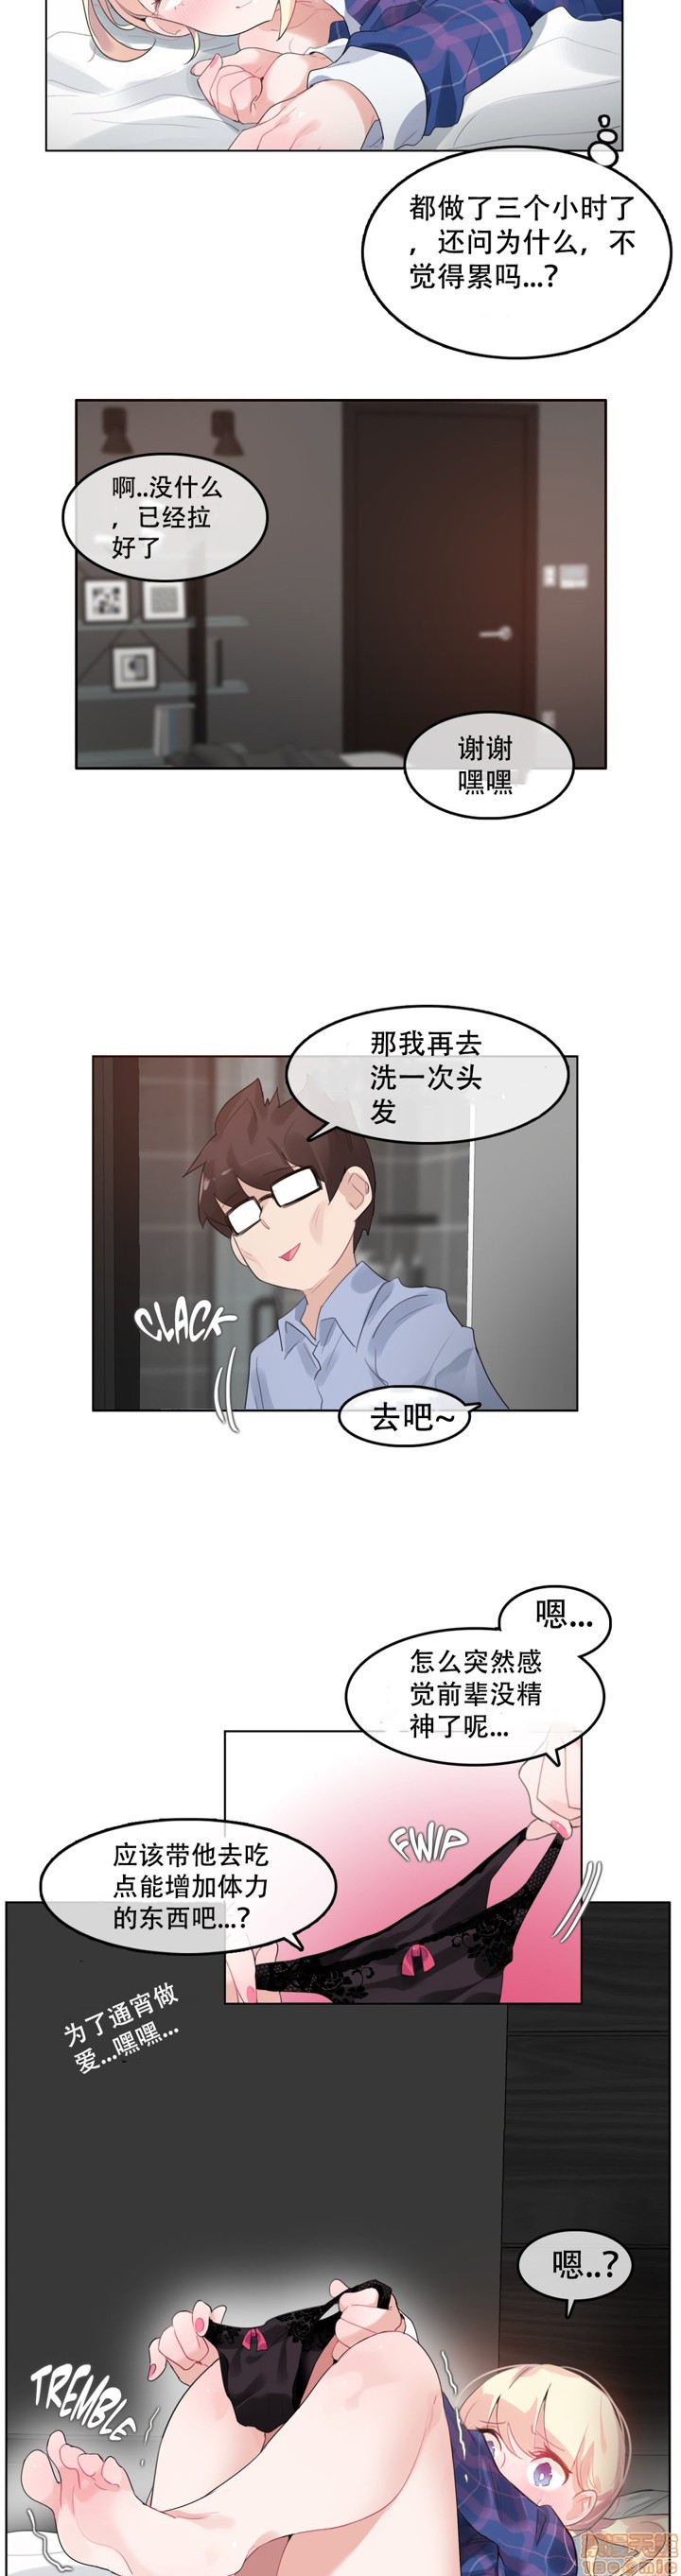 都做了三个小时了
，还问为什么，不
觉得累吗...?
啊..没什么
，已经拉
好了
谢谢
嘿嘿
那我再去
洗一次头
发
CLACK
去吧~
嗯...
怎么突然感
觉前辈没精
神了呢...
FWIP
应该带他去吃
点能增加体力
的东西吧...?
为了通宵做
爱...嘿嘿...
嗯..?
TREMBLE